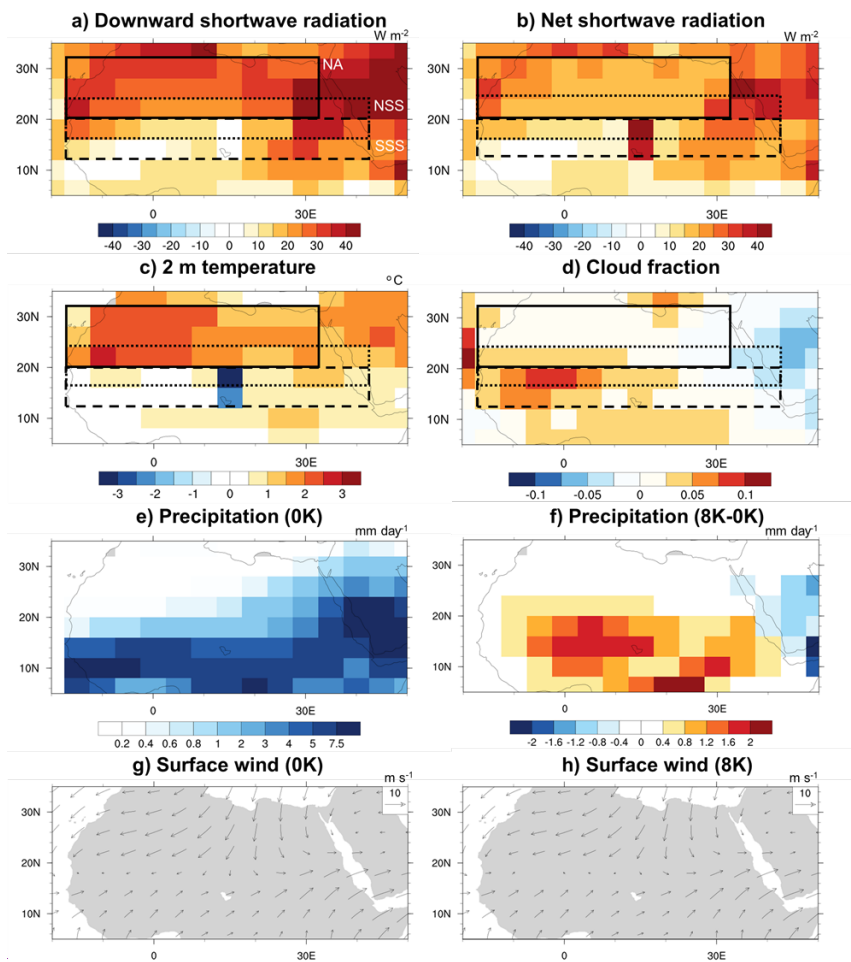 a) Downward shortwave radiation
W m-2
30N
20N
10N
NA
NSS
SSS
0
30E
-40 -30 -20 -10 0 10 20 30 40
b) Net shortwave radiation
W m-2
30N
20N
10N
0
30E
-40 -30 -20 -10 0 10 20 30 40
c) 2 m temperature
°C
30N
20N
10N
0
30E
-3 -2 -1 0 1 2 3
d) Cloud fraction
30N
20N
10N
0
30E
-0.1 -0.05 0 0.05 0.1
e) Precipitation (0K)
mm day-1
30N
20N
10N
0
30E
0.2 0.4 0.6 0.8 1 2 3 4 5 7.5
f) Precipitation (8K-0K)
mm day-1
30N
20N
10N
0
30E
-2 -1.6 -1.2 -0.8 -0.4 0 0.4 0.8 1.2 1.6 2
g) Surface wind (0K)
m s-1
10
30N
20N
10N
0
30E
h) Surface wind (8K)
m s-1
10
30N
20N
10N
0
30E